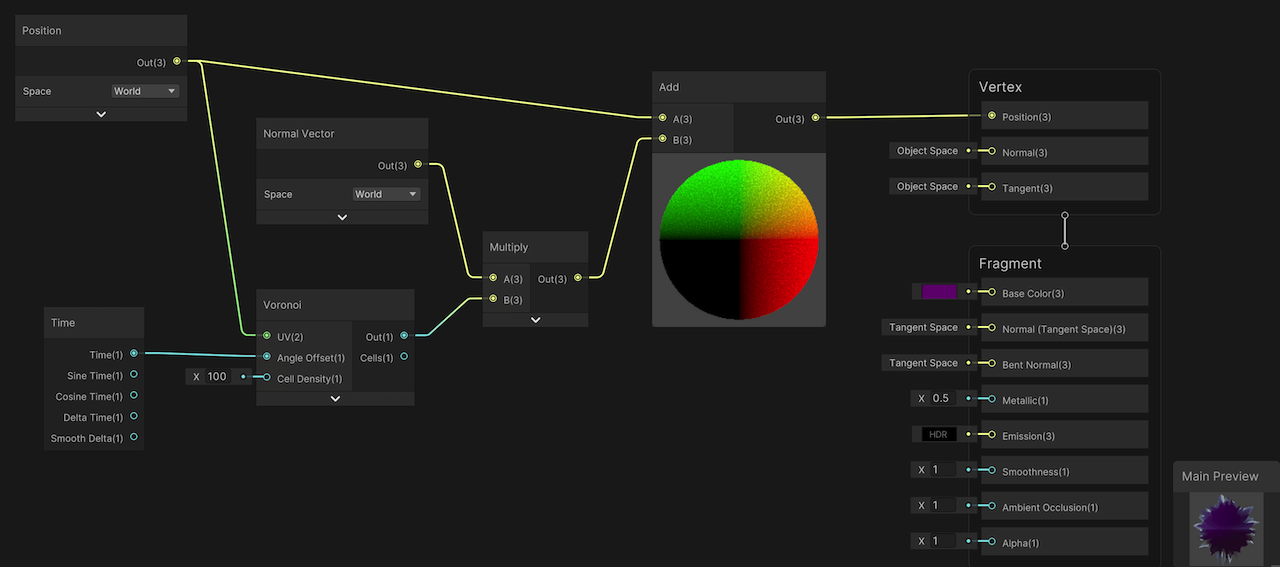 Position
Out(3)
Space World
Normal Vector
Out(3)
Space World
Time
Time(1)
Sine Time(1)
Cosine Time(1)
Delta Time(1)
Smooth Delta(1)
Voronoi
UV(2) Out(1)
Angle Offset(1) Cells(1)
X 100 Cell Density(1)
Multiply
A(3) Out(3)
B(3)
Add
A(3) Out(3)
B(3)
Vertex
Position(3)
Object Space Normal(3)
Object Space Tangent(3)
Fragment
Base Color(3)
Tangent Space Normal (Tangent Space)(3)
Tangent Space Bent Normal(3)
X 0.5 Metallic(1)
HDR Emission(3)
X 1 Smoothness(1)
X 1 Ambient Occlusion(1)
X 1 Alpha(1)
Main Preview